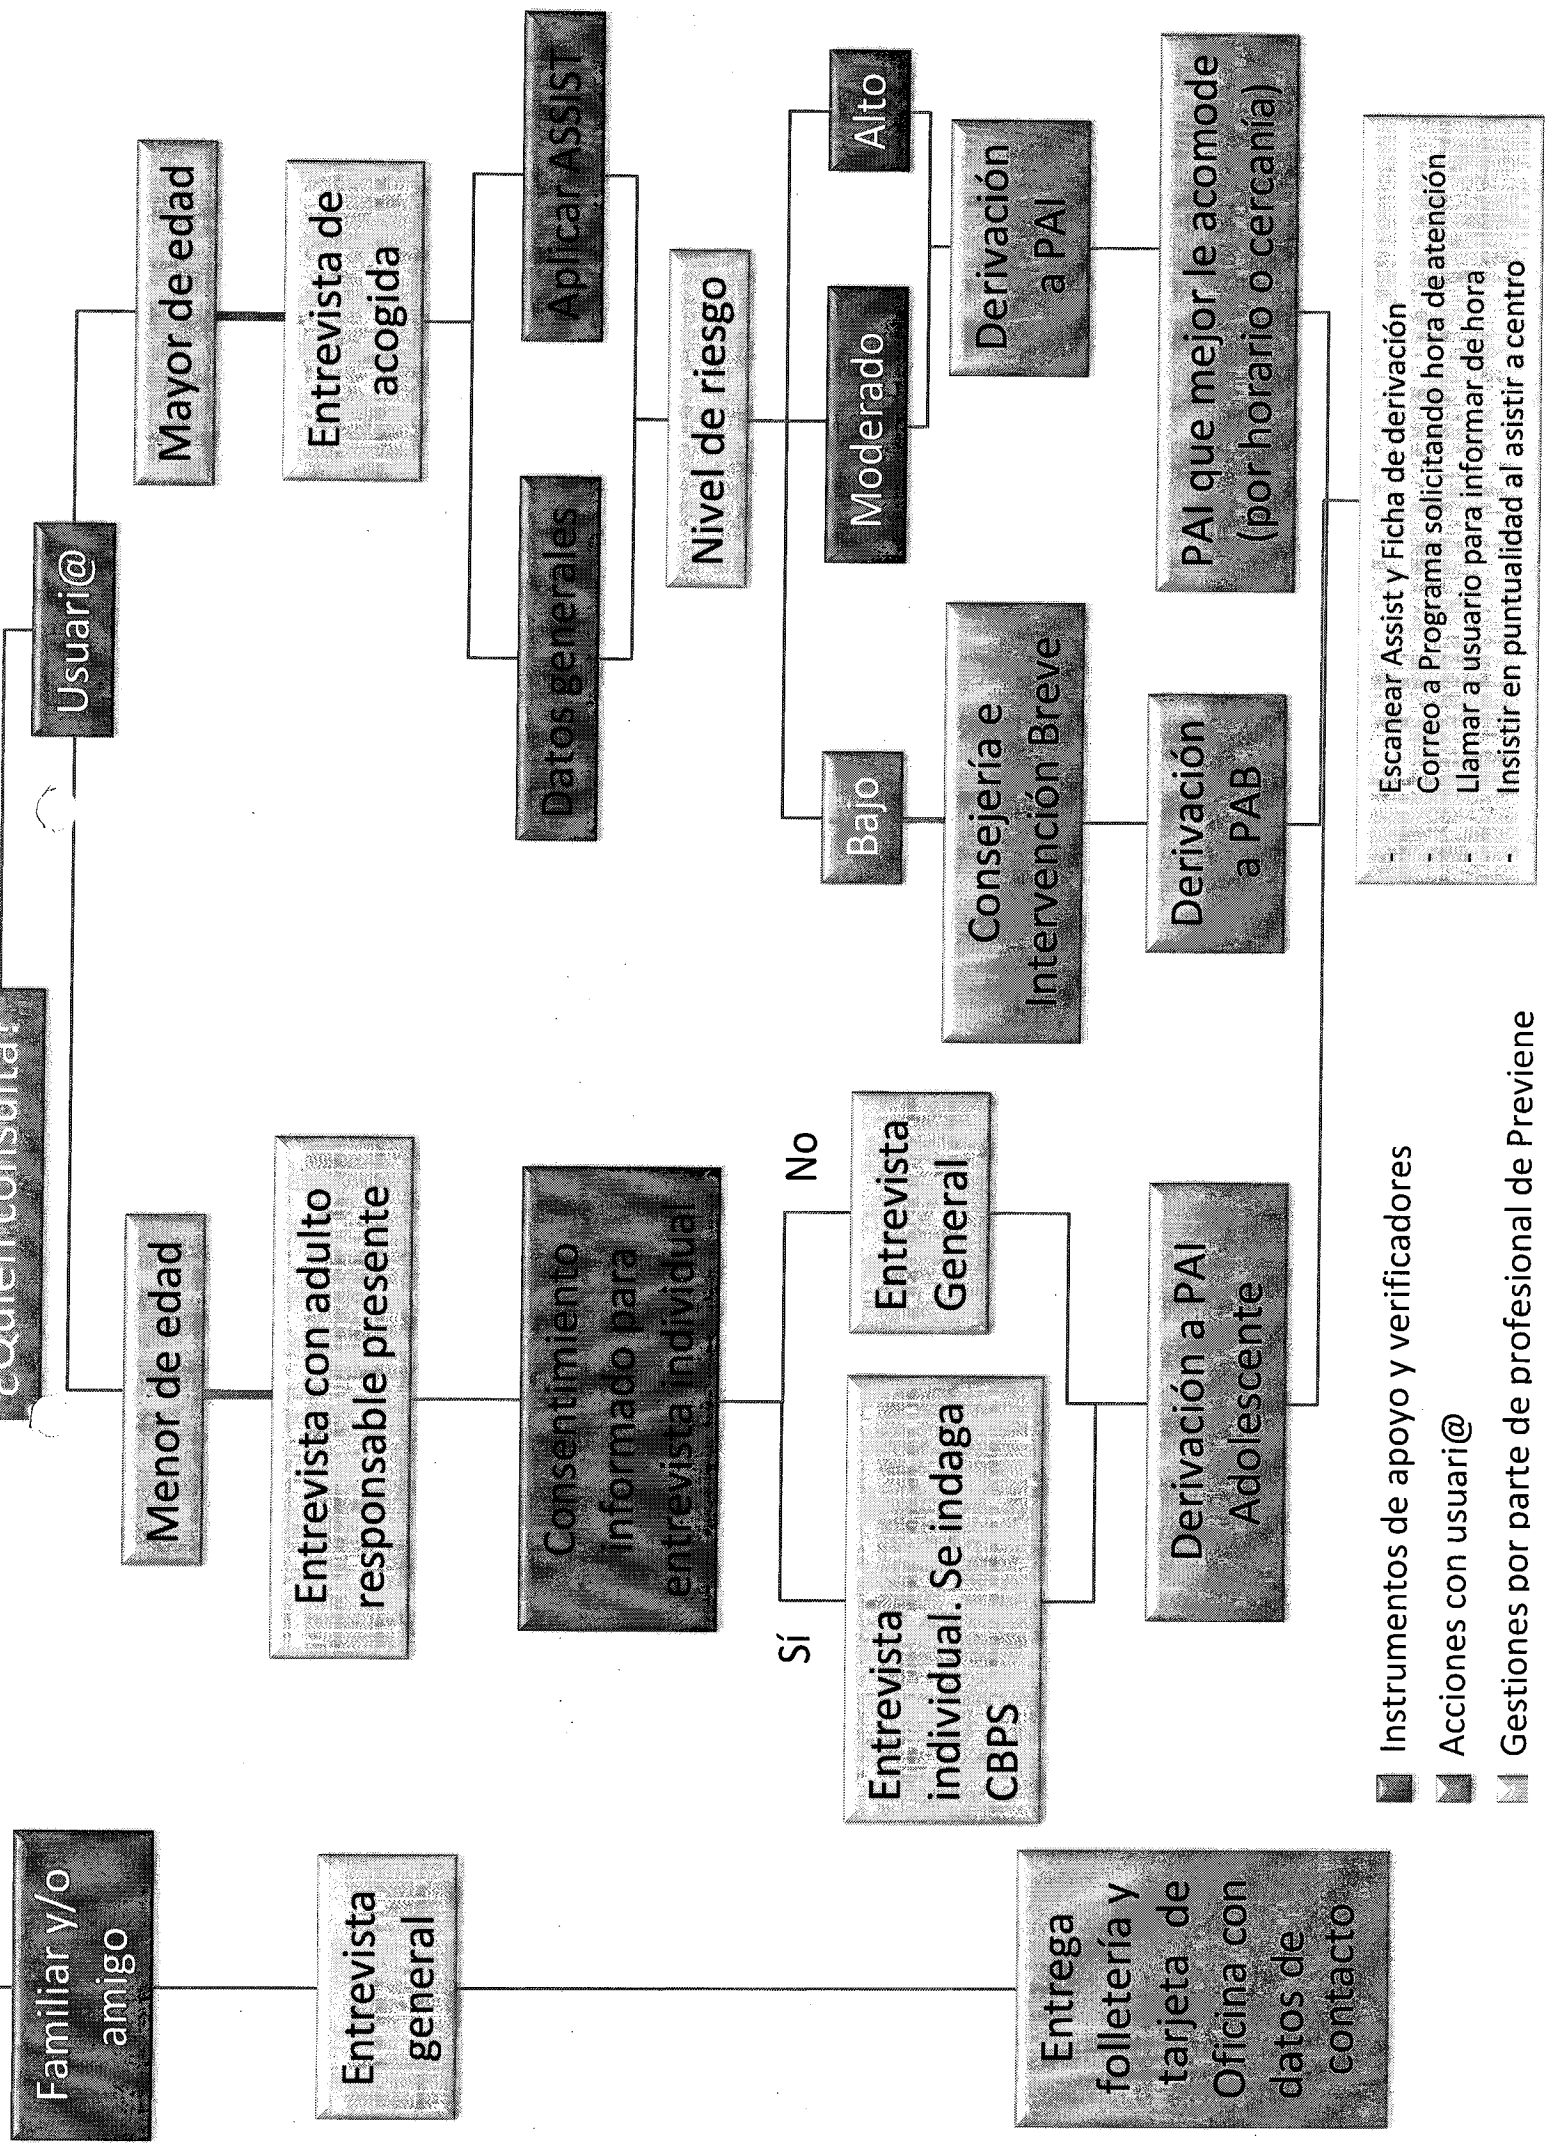 ¿Quién consulta?
Familiar y/o
amigo
Usuari@
Menor de edad
Mayor de edad
Entrevista
general
Entrevista con adulto
responsable presente
Entrevista de
acogida
Consentimiento
informado para
entrevista individual
Datos generales
Aplicar ASSIST
Nivel de riesgo
Sí
No
Entrevista
individual. Se indaga
CBPS
Entrevista
General
Bajo
Moderado
Alto
Consejería e
Intervención Breve
Derivación
a PAI
Entrega
folletería y
tarjeta de
Oficina con
datos de
contacto
Derivación a PAI
Adolescente
Derivación
a PAB
PAI que mejor le acomode
(por horario o cercanía)
- Escanear Assist y Ficha de derivación
- Correo a Programa solicitando hora de atención
- Llamar a usuario para informar de hora
- Insistir en puntualidad al asistir a centro
Instrumentos de apoyo y verificadores
Acciones con usuari@
Gestiones por parte de profesional de Previene